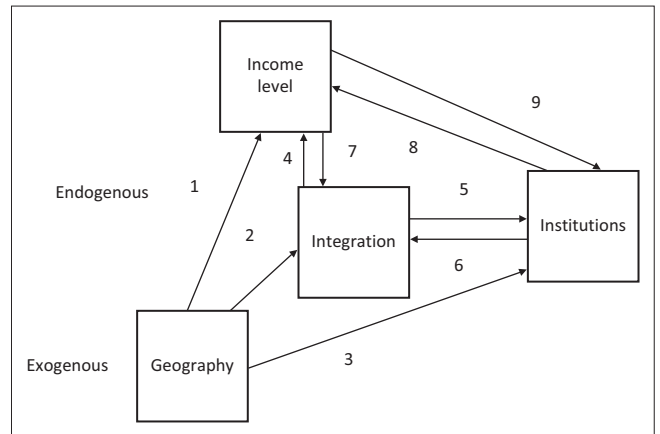 Income
level
9
8
4
7
1
5
Endogenous
Institutions
2
Integration
6
Exogenous
Geography
3